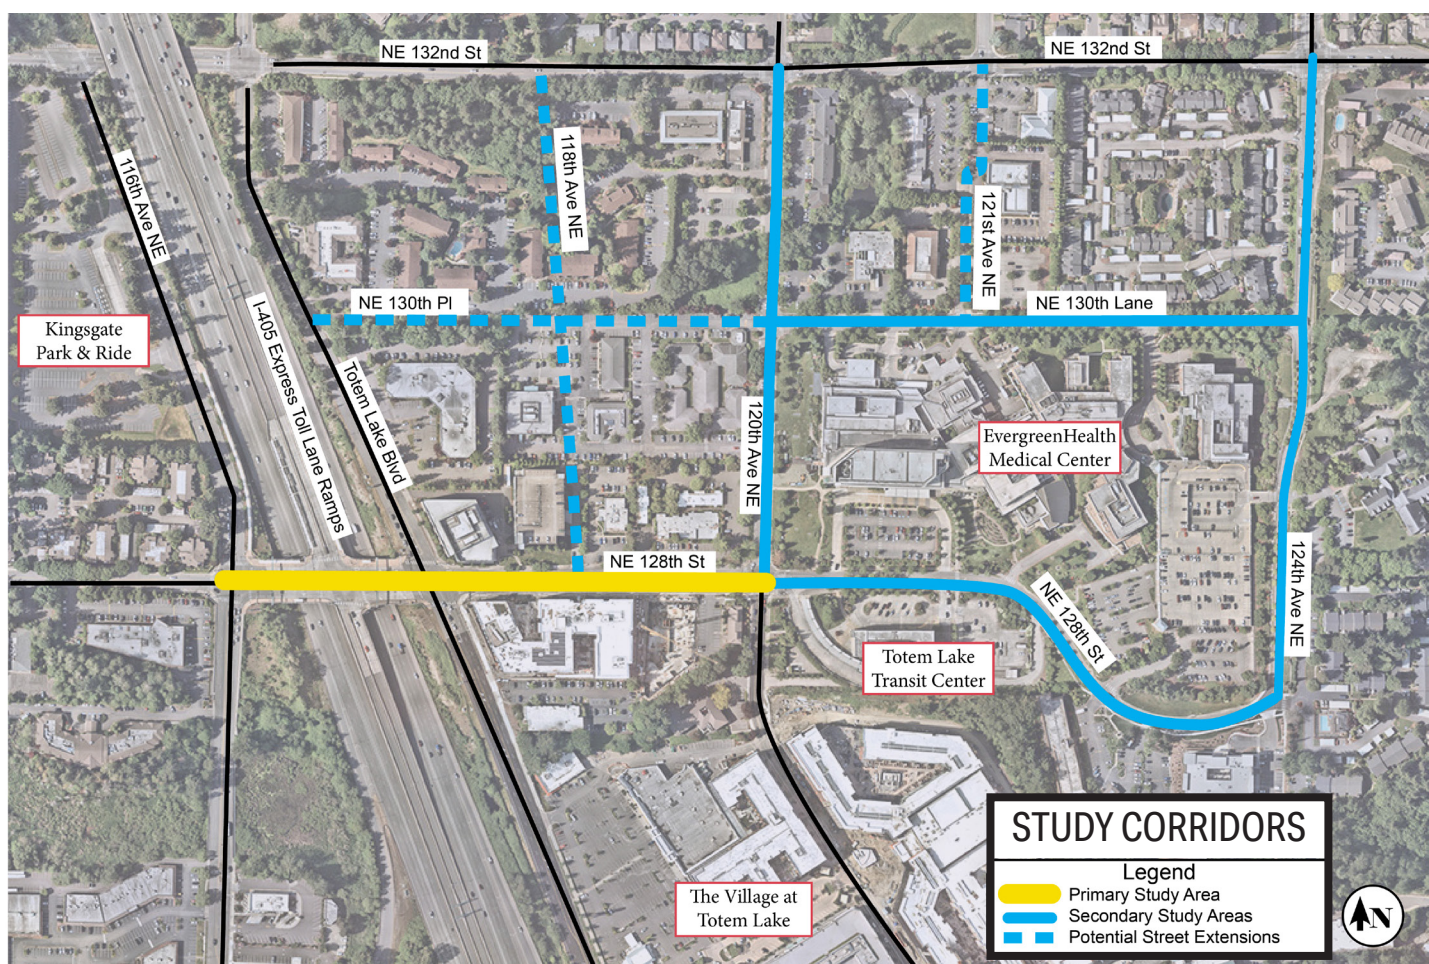 NE 132nd St
NE 132nd St
116th Ave NE
118th Ave NE
121st Ave NE
NE 130th Pl
NE 130th Lane
Kingsgate
Park & Ride
I-405 Express Toll Lane Ramps
Totem Lake Blvd
120th Ave NE
EvergreenHealth
Medical Center
NE 128th St
124th Ave NE
NE 128th St
Totem Lake
Transit Center
The Village at
Totem Lake
STUDY CORRIDORS
Legend
Primary Study Area
Secondary Study Areas
Potential Street Extensions
N